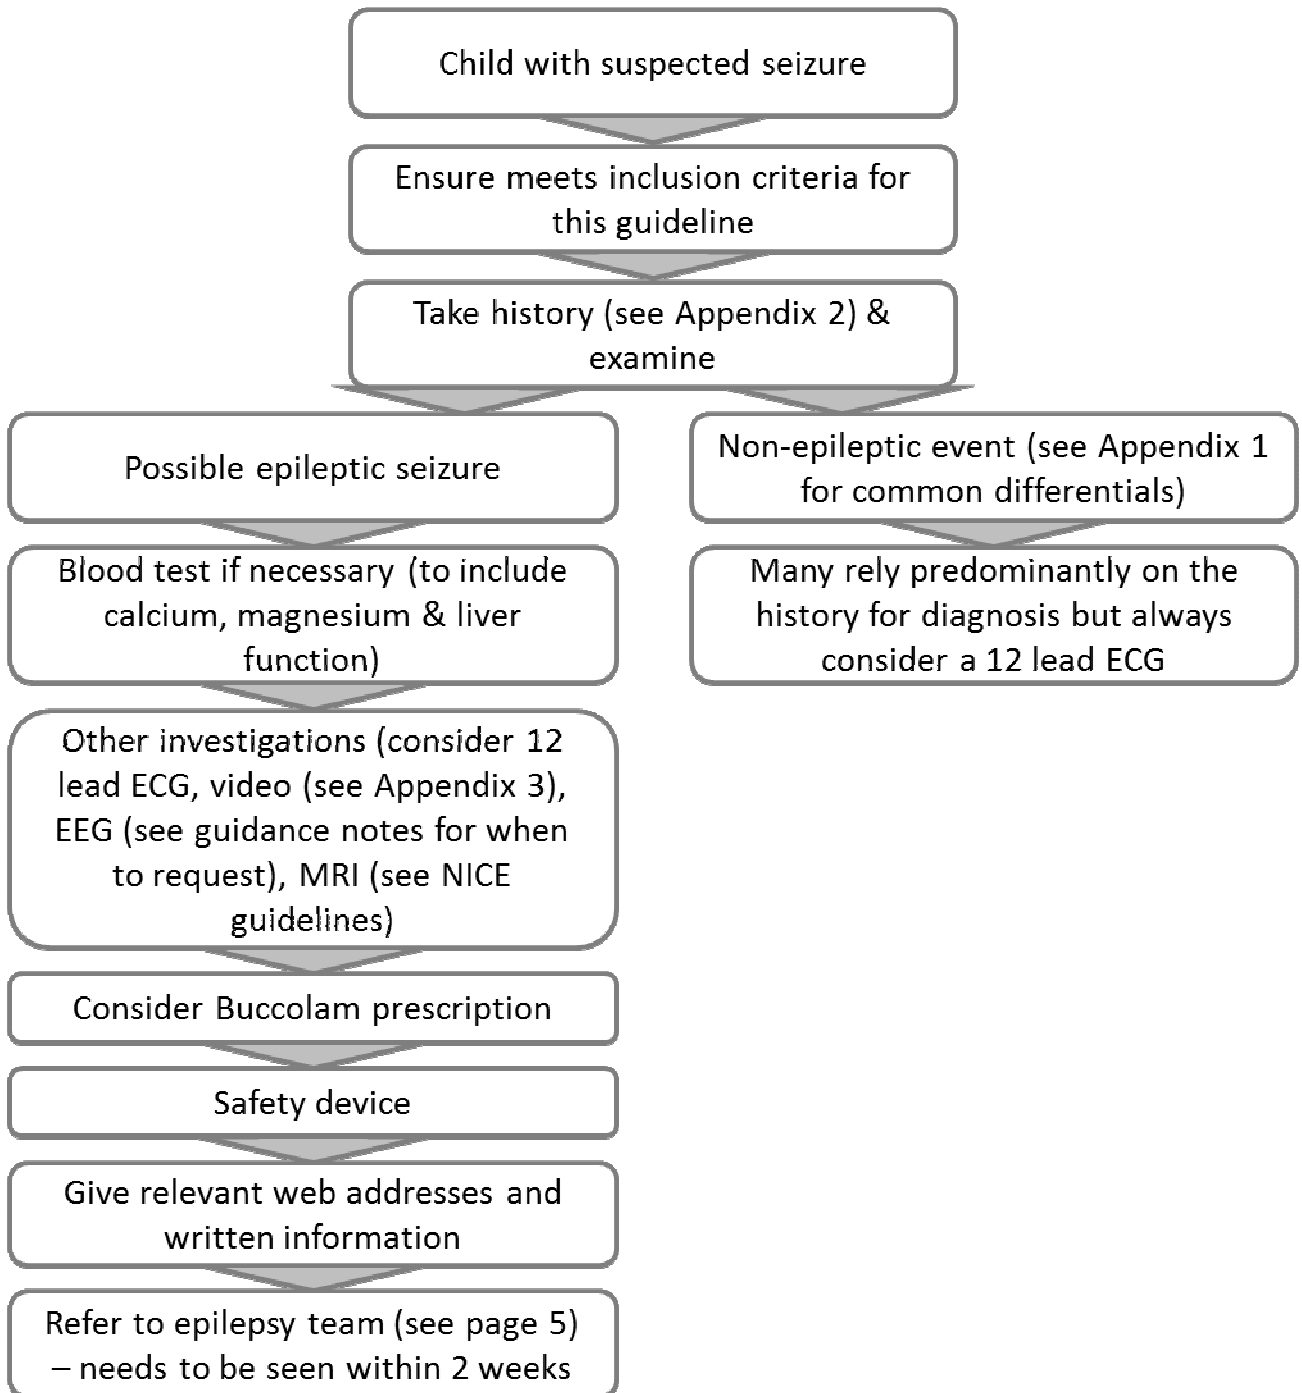 Child with suspected seizure
Ensure meets inclusion criteria for
this guideline
Take history (see Appendix 2) &
examine
Possible epileptic seizure
Non-epileptic event (see Appendix 1
for common differentials)
Blood test if necessary (to include
calcium, magnesium & liver
function)
Many rely predominantly on the
history for diagnosis but always
consider a 12 lead ECG
Other investigations (consider 12
lead ECG, video (see Appendix 3),
EEG (see guidance notes for when
to request), MRI (see NICE
guidelines)
Consider Buccolam prescription
Safety device
Give relevant web addresses and
written information
Refer to epilepsy team (see page 5)
– needs to be seen within 2 weeks